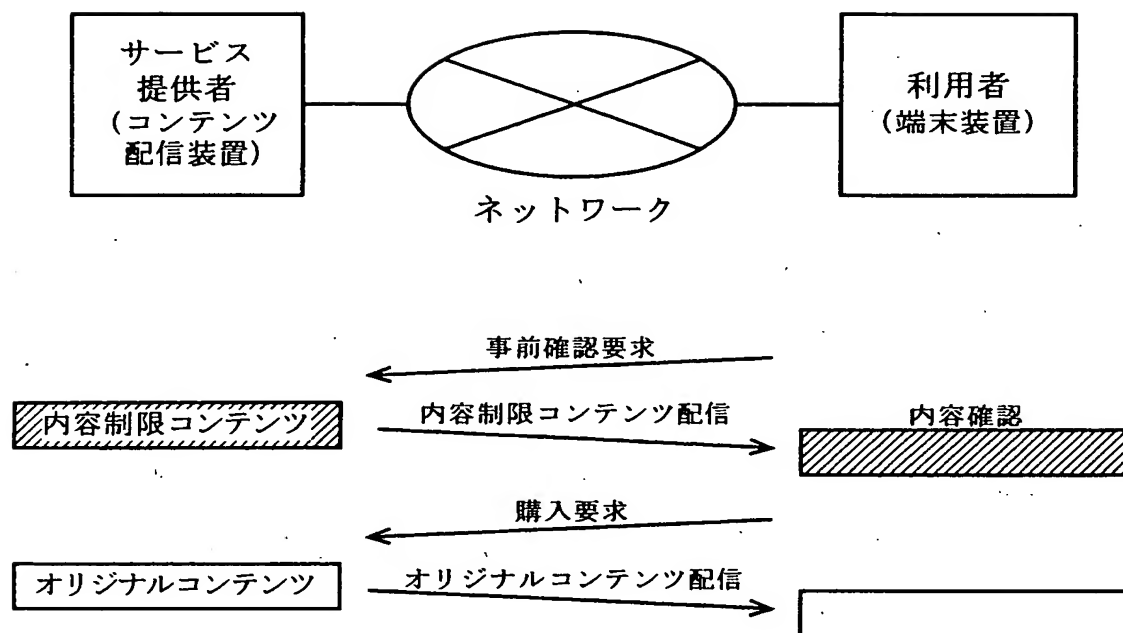 サービス
提供者
(コンテンツ
配信装置)
利用者
(端末装置)
ネットワーク
事前確認要求
内容制限コンテンツ
内容制限コンテンツ配信
内容確認
購入要求
オリジナルコンテンツ
オリジナルコンテンツ配信